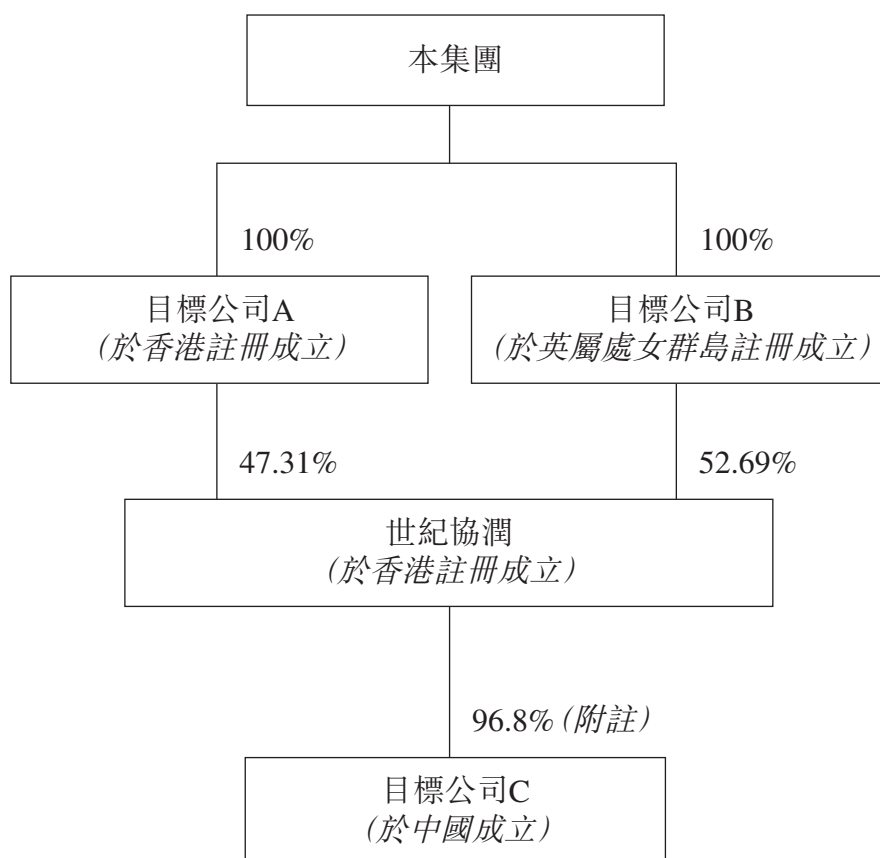 本集團
100%
100%
目標公司A
(於香港註冊成立)
目標公司B
(於英屬處女群島註冊成立)
47.31%
52.69%
世紀協潤
(於香港註冊成立)
96.8% (附註)
目標公司C
(於中國成立)